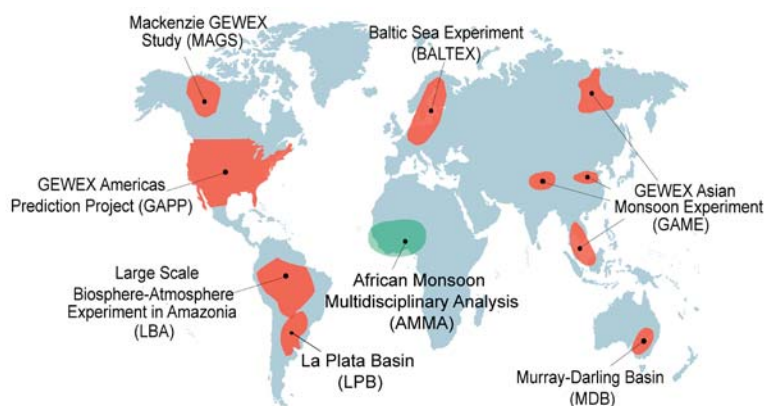 Mackenzie GEWEX
Study (MAGS)
Baltic Sea Experiment
(BALTEX)
GEWEX Americas
Prediction Project (GAPP)
GEWEX Asian
Monsoon Experiment
(GAME)
Large Scale
Biosphere-Atmosphere
Experiment in Amazonia
(LBA)
African Monsoon
Multidisciplinary Analysis
(AMMA)
La Plata Basin
(LPB)
Murray-Darling Basin
(MDB)